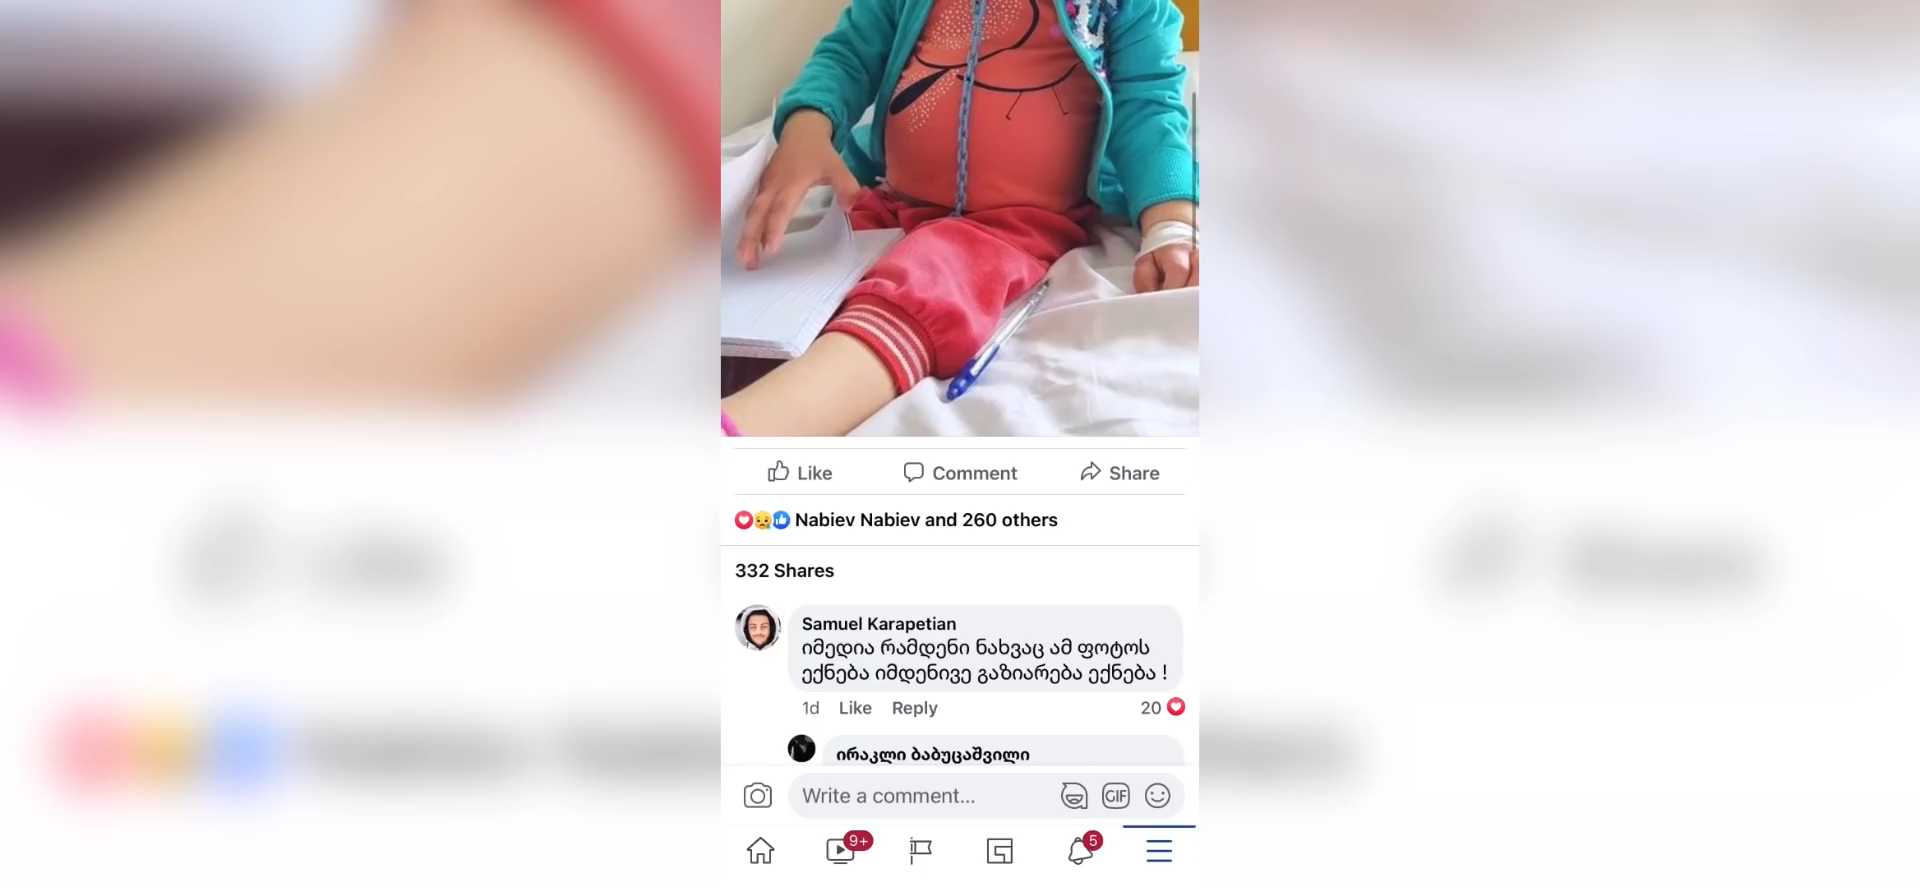 Like
Comment
Share
Nabiev Nabiev and 260 others
332 Shares
Samuel Karapetian
იმედია რამდენი ნახვაც ამ ფოტოს
ექნება იმდენივე გაზიარება ექნება !
1d Like Reply 20
ირაკლი ბაბუცაშვილი
Write a comment...
GIF
9+
5